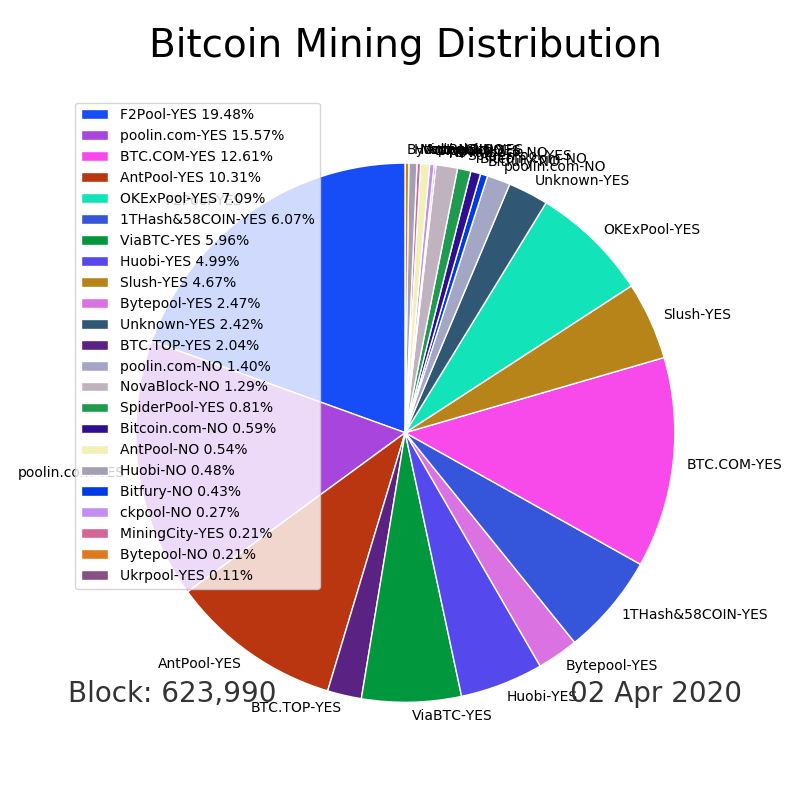 Bitcoin Mining Distribution
F2Pool-YES 19.48%
poolin.com-YES 15.57%
BTC.COM-YES 12.61%
AntPool-YES 10.31%
OKExPool-YES 7.09%
1THash&58COIN-YES 6.07%
ViaBTC-YES 5.96%
Huobi-YES 4.99%
Slush-YES 4.67%
Bytepool-YES 2.47%
Unknown-YES 2.42%
BTC.TOP-YES 2.04%
poolin.com-NO 1.40%
NovaBlock-NO 1.29%
SpiderPool-YES 0.81%
Bitcoin.com-NO 0.59%
AntPool-NO 0.54%
Huobi-NO 0.48%
Bitfury-NO 0.43%
ckpool-NO 0.27%
MiningCity-YES 0.21%
Bytepool-NO 0.21%
Ukrpool-YES 0.11%
poolin.com-NO
Unknown-YES
OKExPool-YES
Slush-YES
BTC.COM-YES
1THash&58COIN-YES
Bytepool-YES
Huobi-YES
ViaBTC-YES
BTC.TOP-YES
AntPool-YES
poolin.com-YES
Block: 623,990
02 Apr 2020